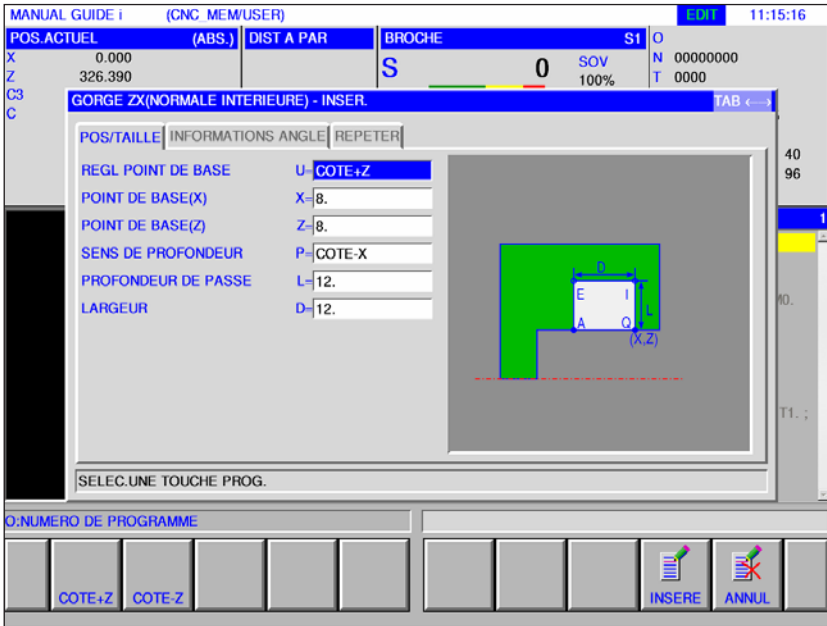 MANUAL GUIDE i (CNC_MEM/USER) EDIT 11:15:16
POS.ACTUEL (ABS.) DIST A PAR BROCHE S1 O
X 0.000 S 0 SOV N 00000000
Z 326.390 100% T 0000
C3
C
GORGE ZX(NORMALE INTERIEURE) - INSER. TAB ←→
POS/TAILLE INFORMATIONS ANGLE REPETER
REGL POINT DE BASE U= COTE+Z
POINT DE BASE(X) X= 8.
POINT DE BASE(Z) Z= 8.
SENS DE PROFONDEUR P= COTE-X
PROFONDEUR DE PASSE L= 12.
LARGEUR D= 12.
D
E I
L
A Q
(X,Z)
40
96
1
M0.
T1. ;
SELEC.UNE TOUCHE PROG.
O:NUMERO DE PROGRAMME
COTE+Z COTE-Z INSERE ANNUL